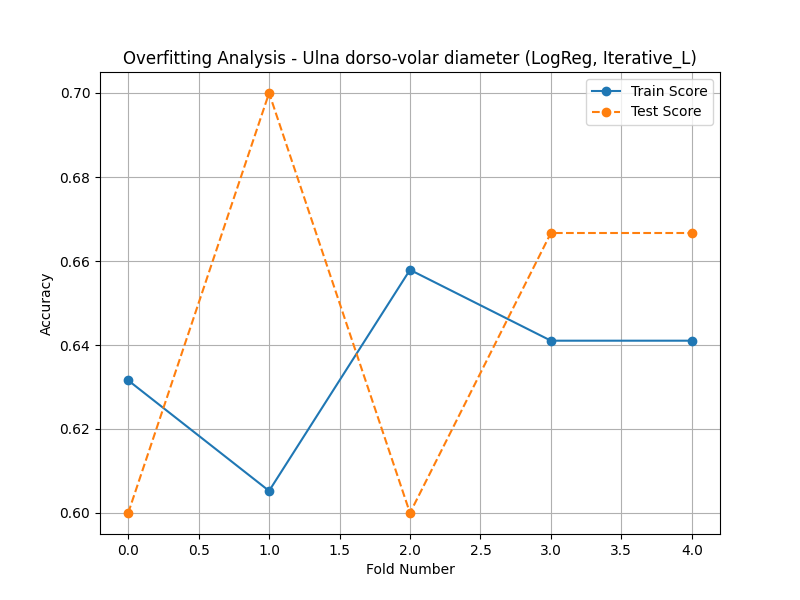 Overfitting Analysis - Ulna dorso-volar diameter (LogReg, Iterative_L)
Train Score
Test Score
Accuracy
0.70
0.68
0.66
0.64
0.62
0.60
0.0 0.5 1.0 1.5 2.0 2.5 3.0 3.5 4.0
Fold Number